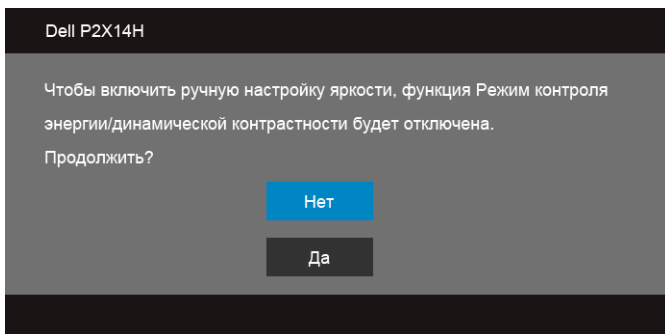 Dell P2X14H
Чтобы включить ручную настройку яркости, функция Режим контроля
энергии/динамической контрастности будет отключена.
Продолжить?
Нет
Да